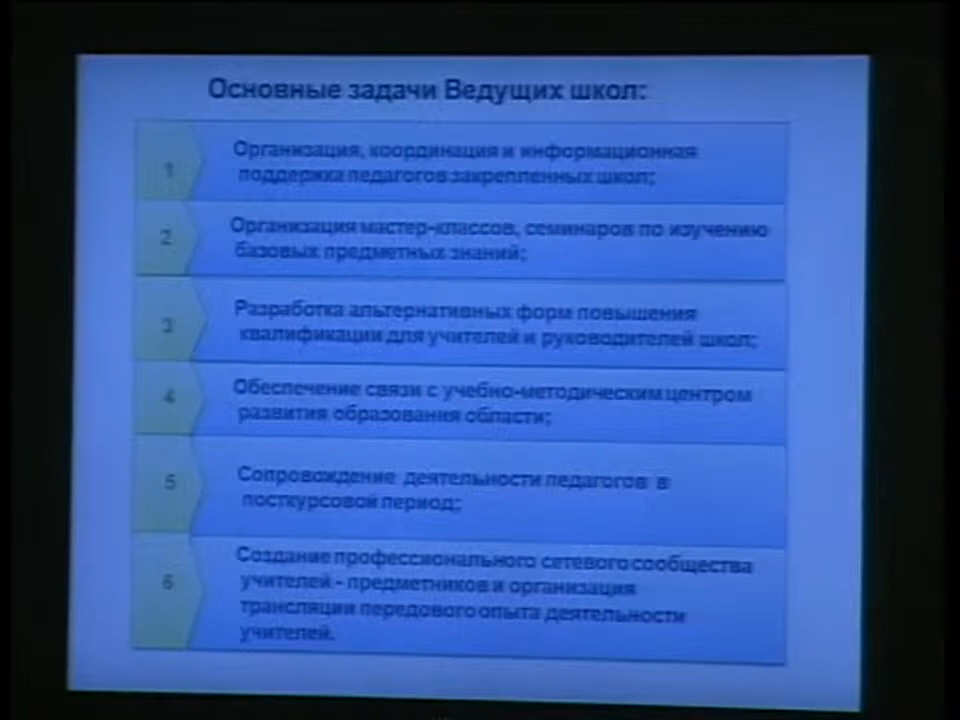 Основные задачи Ведущих школ:
1
Организация, координация и информационная
поддержка педагогов закрепленных школ;
2
Организация мастер-классов, семинаров по изучению
базовых предметных знаний;
3
Разработка альтернативных форм повышения
квалификации для учителей и руководителей школ;
4
Обеспечение связи с учебно-методическим центром
развития образования области;
5
Сопровождение деятельности педагогов в
посткурсовой период;
6
Создание профессионального сетевого сообщества
учителей - предметников и организация
трансляции передового опыта деятельности
учителей.